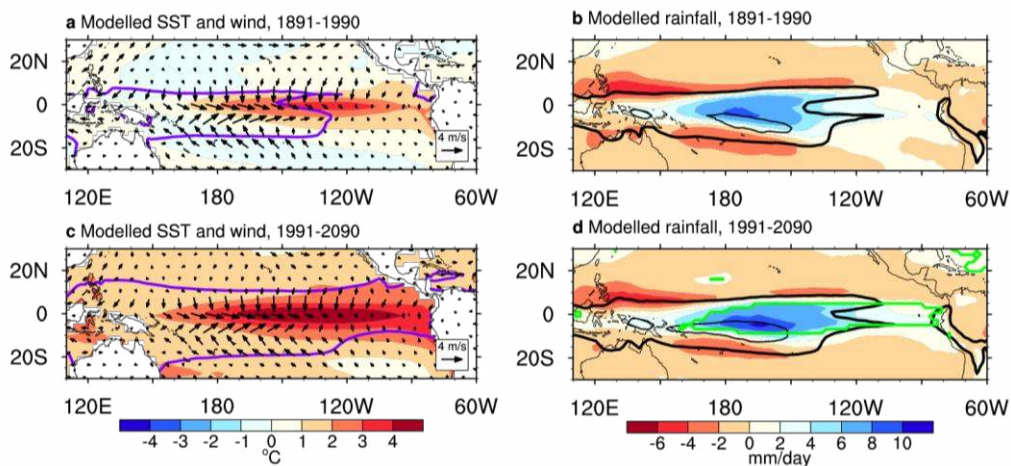 a Modelled SST and wind, 1891-1990
20N
0
20S
4 m/s
120E 180 120W 60W
b Modelled rainfall, 1891-1990
20N
0
20S
120E 180 120W 60W
c Modelled SST and wind, 1991-2090
20N
0
20S
4 m/s
120E 180 120W 60W
-4 -3 -2 -1 0 1 2 3 4
°C
d Modelled rainfall, 1991-2090
20N
0
20S
120E 180 120W 60W
-6 -4 -2 0 2 4 6 8 10
mm/day